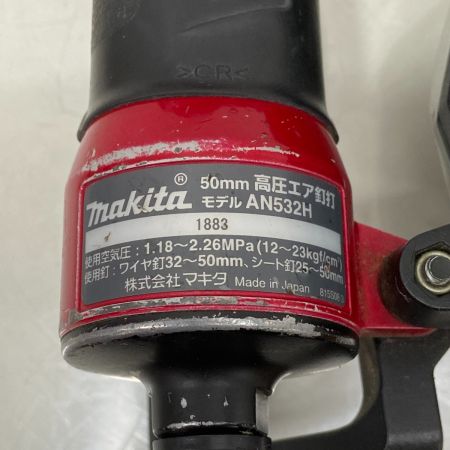 >CR<
makita® 50mm 高圧エア釘打
モデル AN532H
1883
使用空気圧：1.18～2.26MPa(12～23kgf/cm²)
使用釘：ワイヤ釘32～50mm、シート釘25～50mm
株式会社マキタ Made in Japan